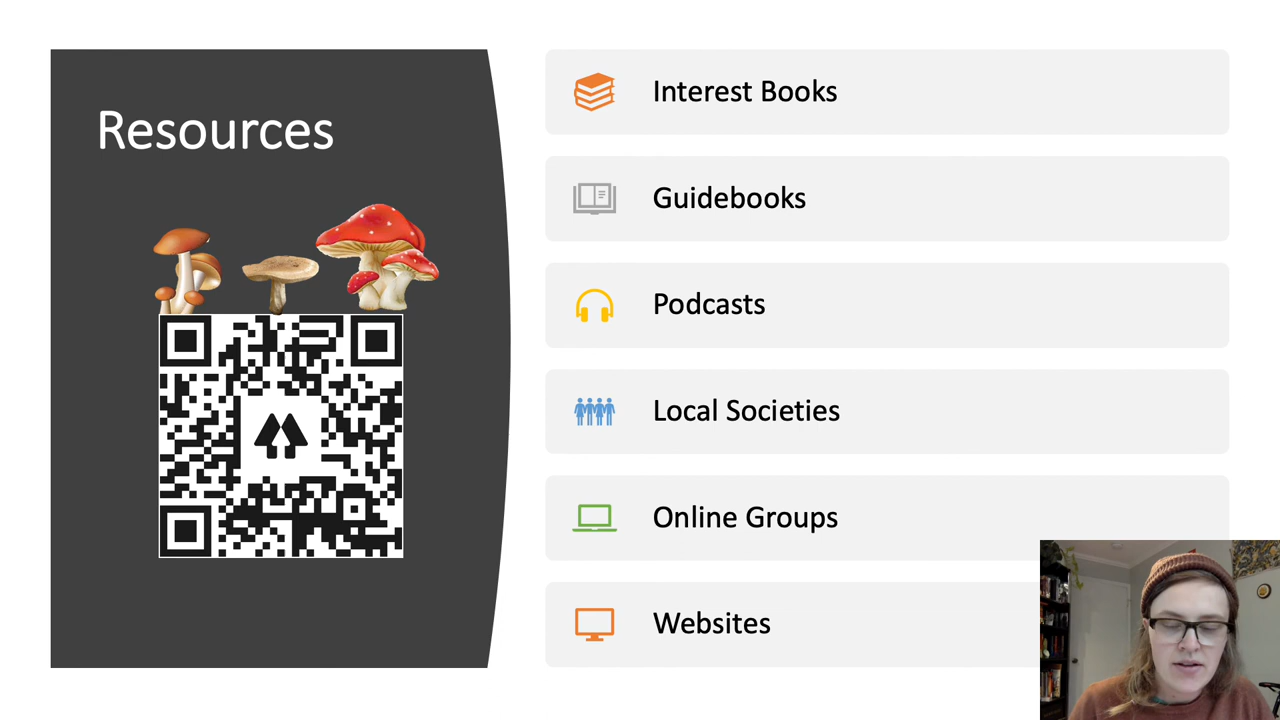 Resources
Interest Books
Guidebooks
Podcasts
Local Societies
Online Groups
Websites